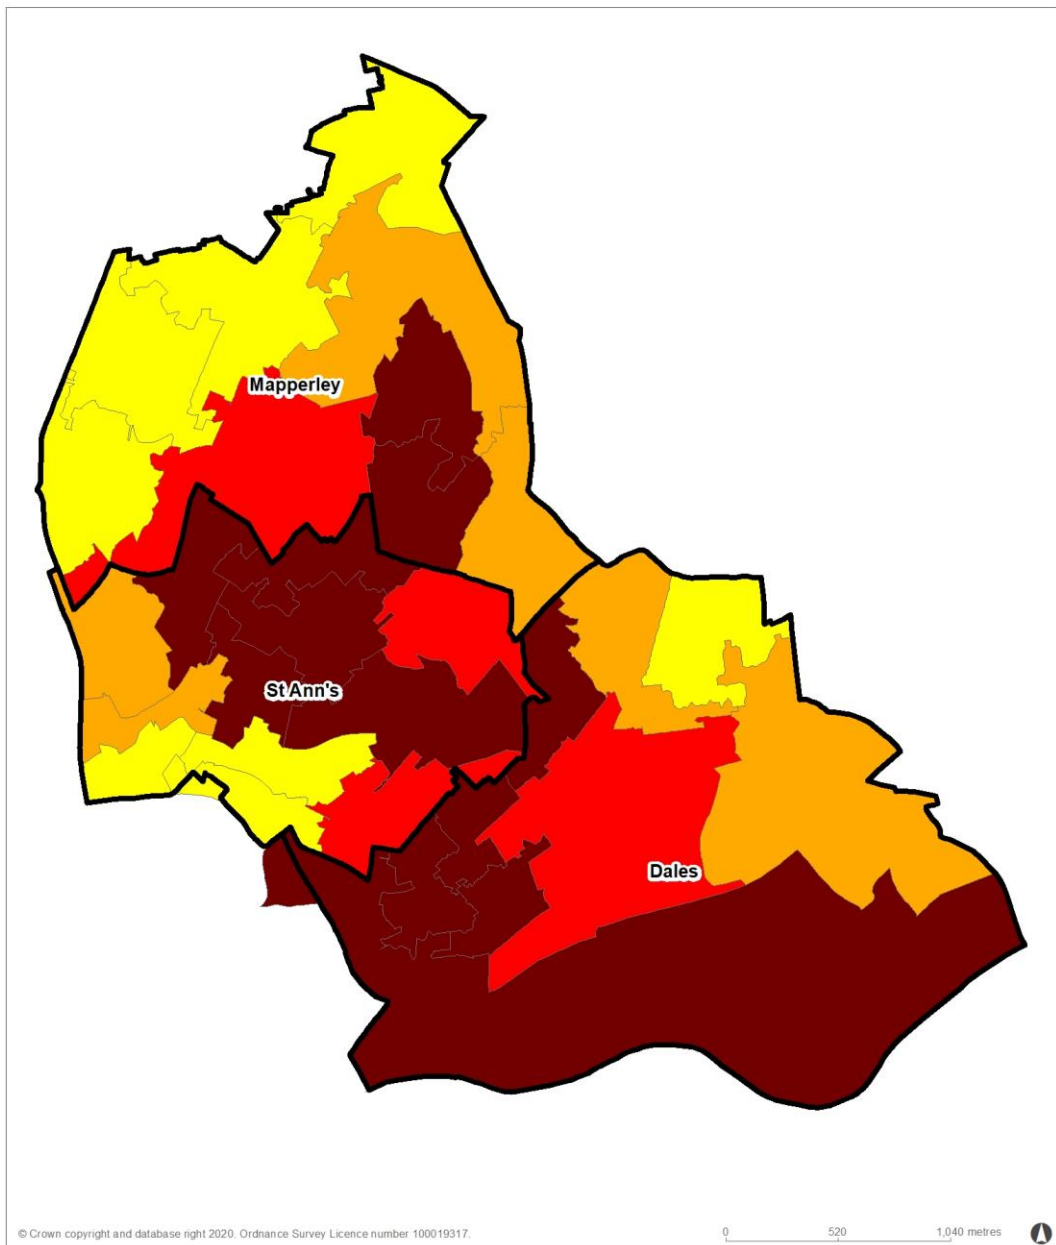 Mapperley
St Ann's
Dales
© Crown copyright and database right 2020. Ordnance Survey Licence number 100019317.
0 520 1,040 metres